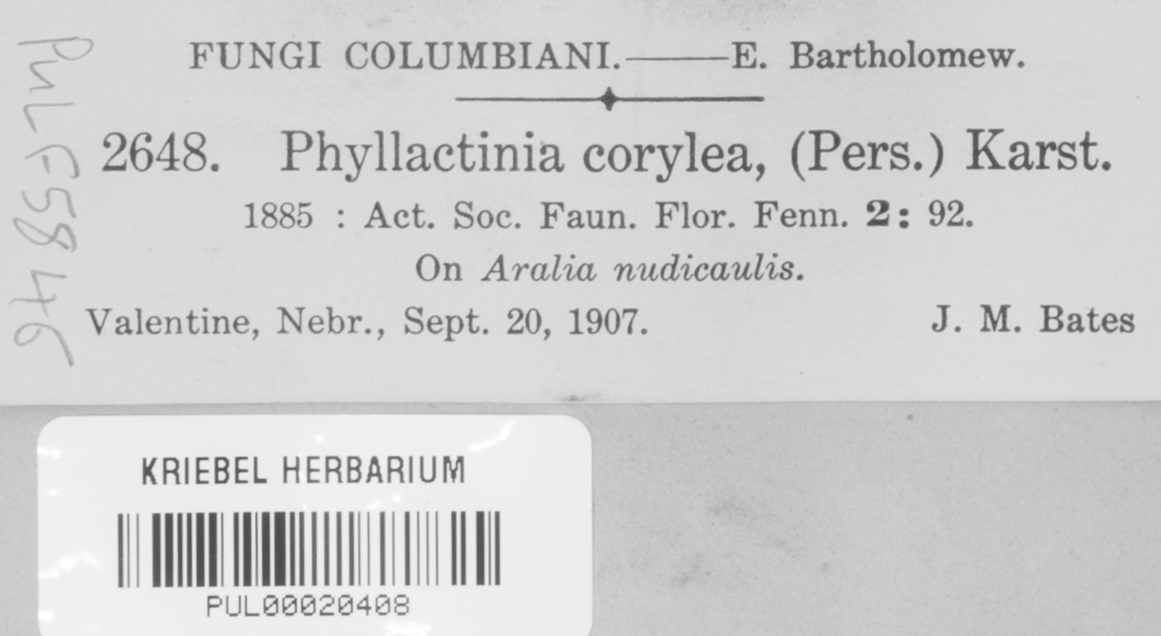 FUNGI COLUMBIANI.——E. Bartholomew.
2648. Phyllactinia corylea, (Pers.) Karst.
1885 : Act. Soc. Faun. Flor. Fenn. 2: 92.
On Aralia nudicaulis.
Valentine, Nebr., Sept. 20, 1907. J. M. Bates
PUL F5846
KRIEBEL HERBARIUM
PUL00020408